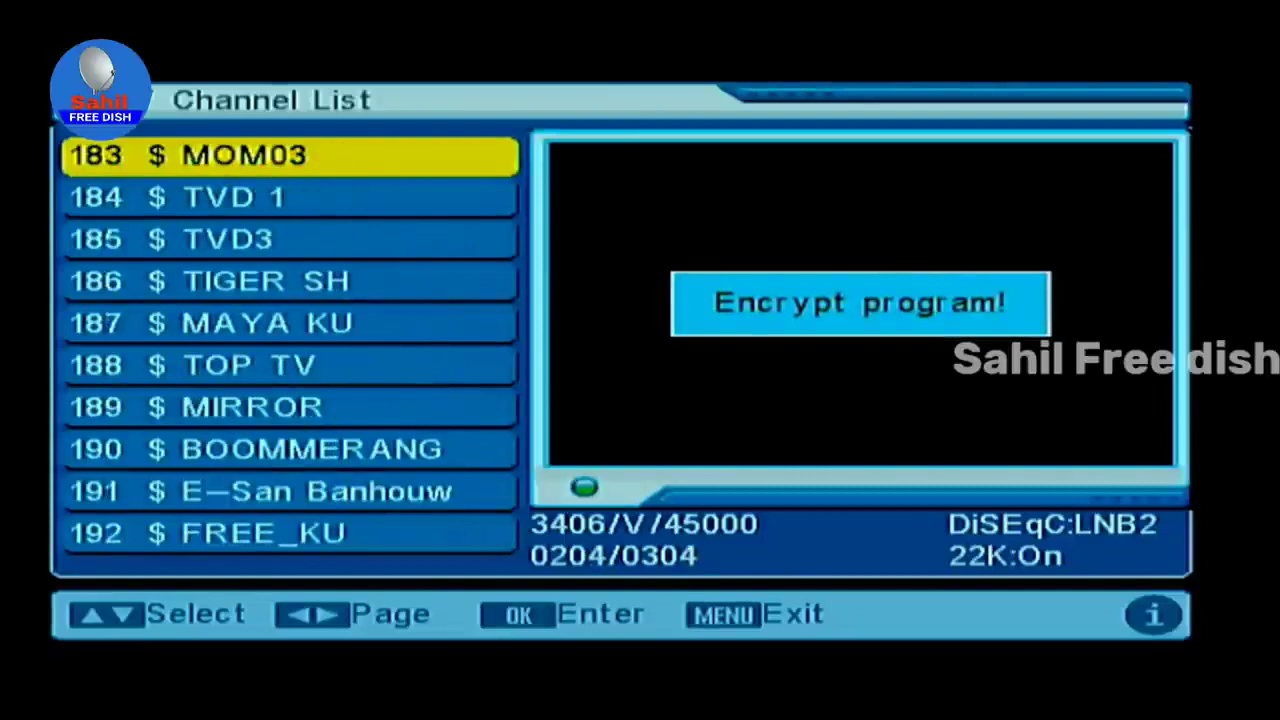 Sahil
FREE DISH
Channel List
183 $ MOM03
184 $ TVD 1
185 $ TVD3
186 $ TIGER SH
187 $ MAYA KU
188 $ TOP TV
189 $ MIRROR
190 $ BOOMMERANG
191 $ E-San Banhouw
192 $ FREE_KU
Encrypt program!
Sahil Free dish
3406/V/45000
DiSEqC:LNB2
0204/0304
22K:On
▲▼Select ◀▶Page OK Enter MENU Exit i